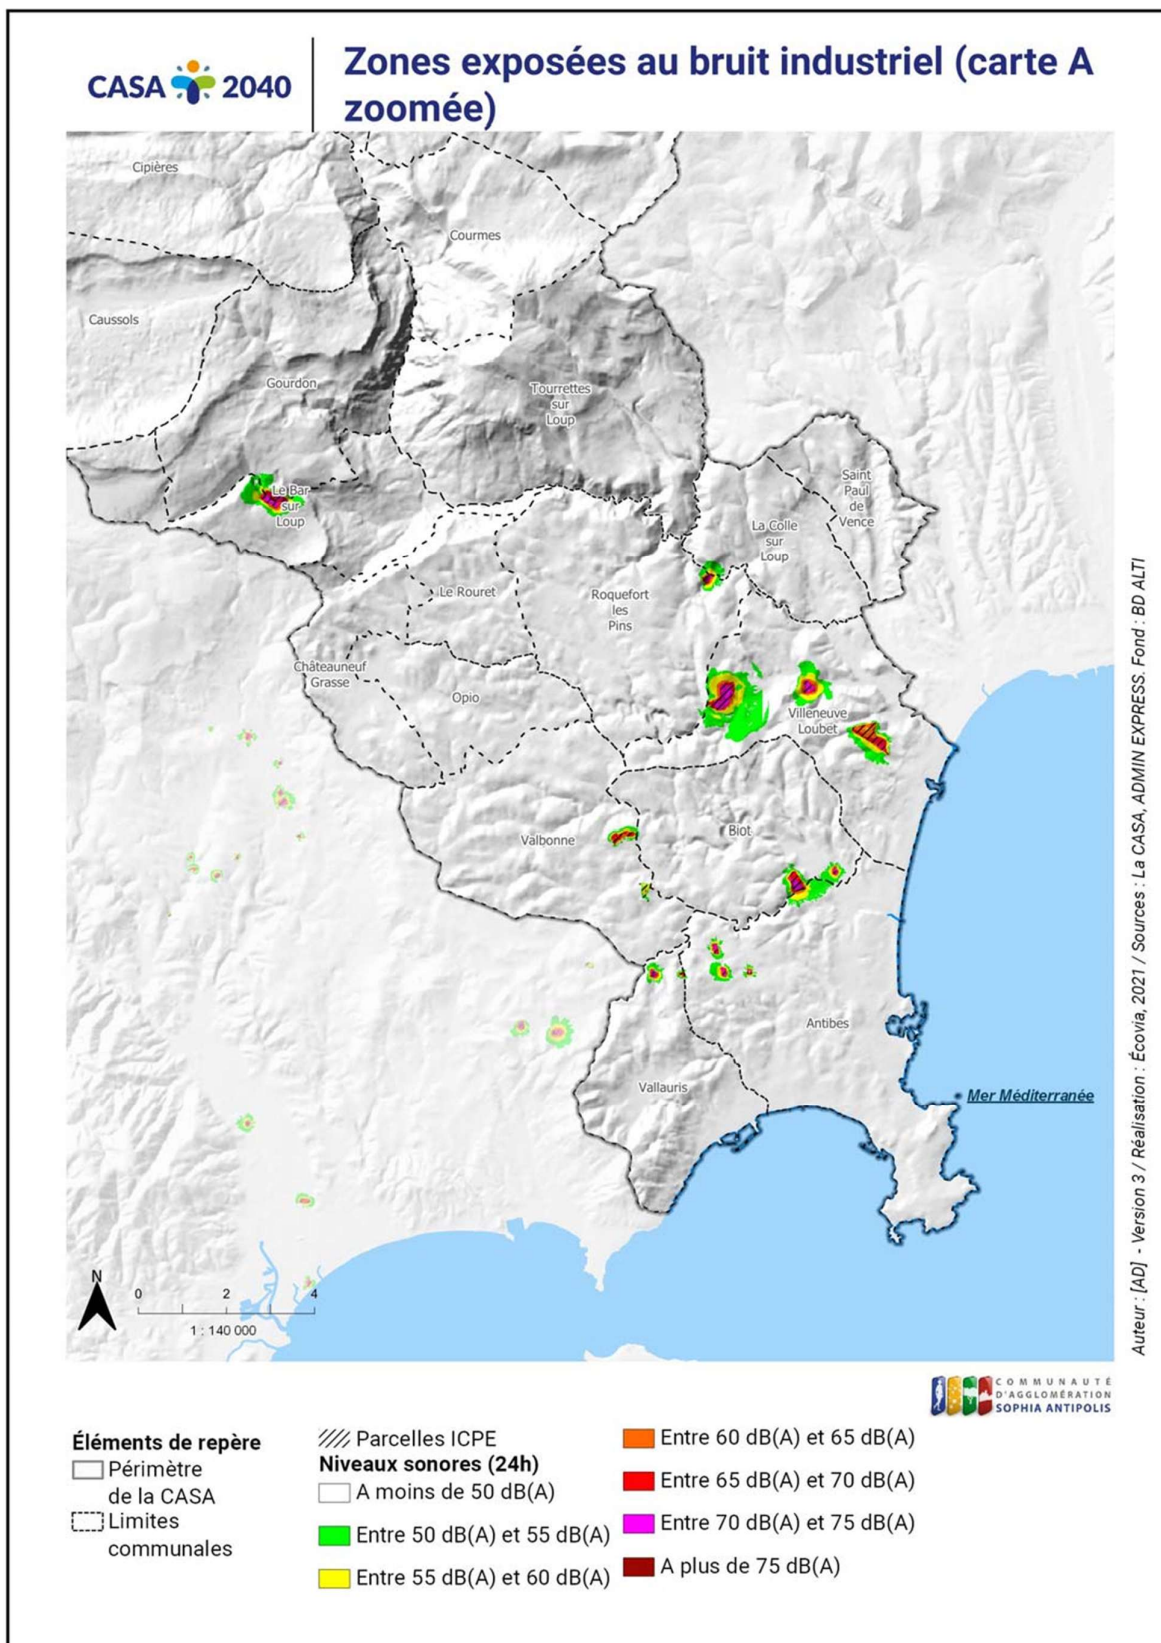 CASA 2040
Zones exposées au bruit industriel (carte A
zoomée)
Cipières
Courmes
Caussols
Gourdon
Tourrettes
sur
Loup
Le Bar
sur
Loup
Saint
Paul
de
Vence
La Colle
sur
Loup
Le Rouret
Roquefort
les
Pins
Châteauneuf
Grasse
Opio
Villeneuve
Loubet
Valbonne
Biot
Antibes
Vallauris
Mer Méditerranée
N
0 2 4
1 : 140 000
Auteur : [AD] - Version 3 / Réalisation : Écovia, 2021 / Sources : La CASA, ADMIN EXPRESS. Fond : BD ALTI
COMMUNAUTÉ
D'AGGLOMÉRATION
SOPHIA ANTIPOLIS
Éléments de repère
Périmètre
de la CASA
Limites
communales
Parcelles ICPE
Niveaux sonores (24h)
A moins de 50 dB(A)
Entre 50 dB(A) et 55 dB(A)
Entre 55 dB(A) et 60 dB(A)
Entre 60 dB(A) et 65 dB(A)
Entre 65 dB(A) et 70 dB(A)
Entre 70 dB(A) et 75 dB(A)
A plus de 75 dB(A)